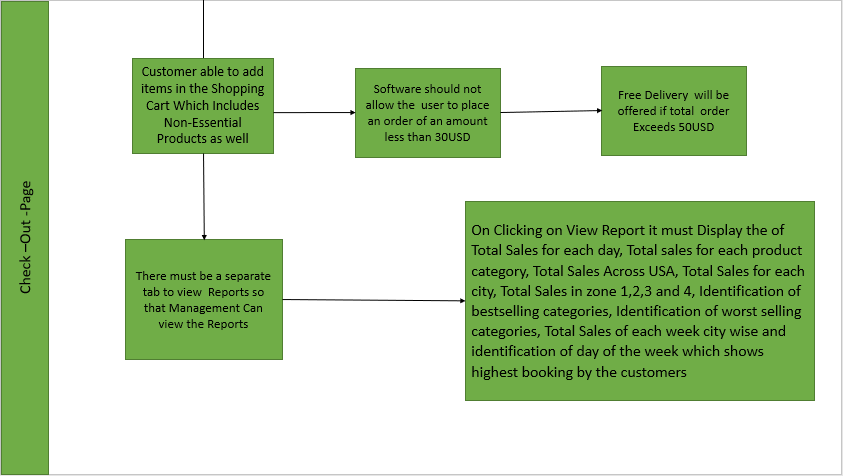 Check –Out -Page
Customer able to add
items in the Shopping
Cart Which Includes
Non-Essential
Products as well
Software should not
allow the user to place
an order of an amount
less than 30USD
Free Delivery will be
offered if total order
Exceeds 50USD
There must be a separate
tab to view Reports so
that Management Can
view the Reports
On Clicking on View Report it must Display the of
Total Sales for each day, Total sales for each product
category, Total Sales Across USA, Total Sales for each
city, Total Sales in zone 1,2,3 and 4, Identification of
bestselling categories, Identification of worst selling
categories, Total Sales of each week city wise and
identification of day of the week which shows
highest booking by the customers